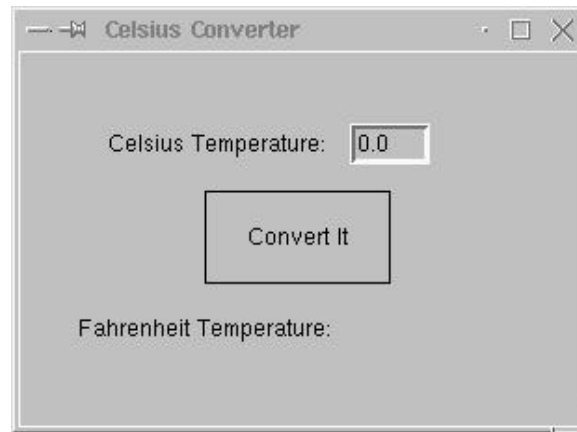 Celsius Converter
Celsius Temperature: 0.0
Convert It
Fahrenheit Temperature: